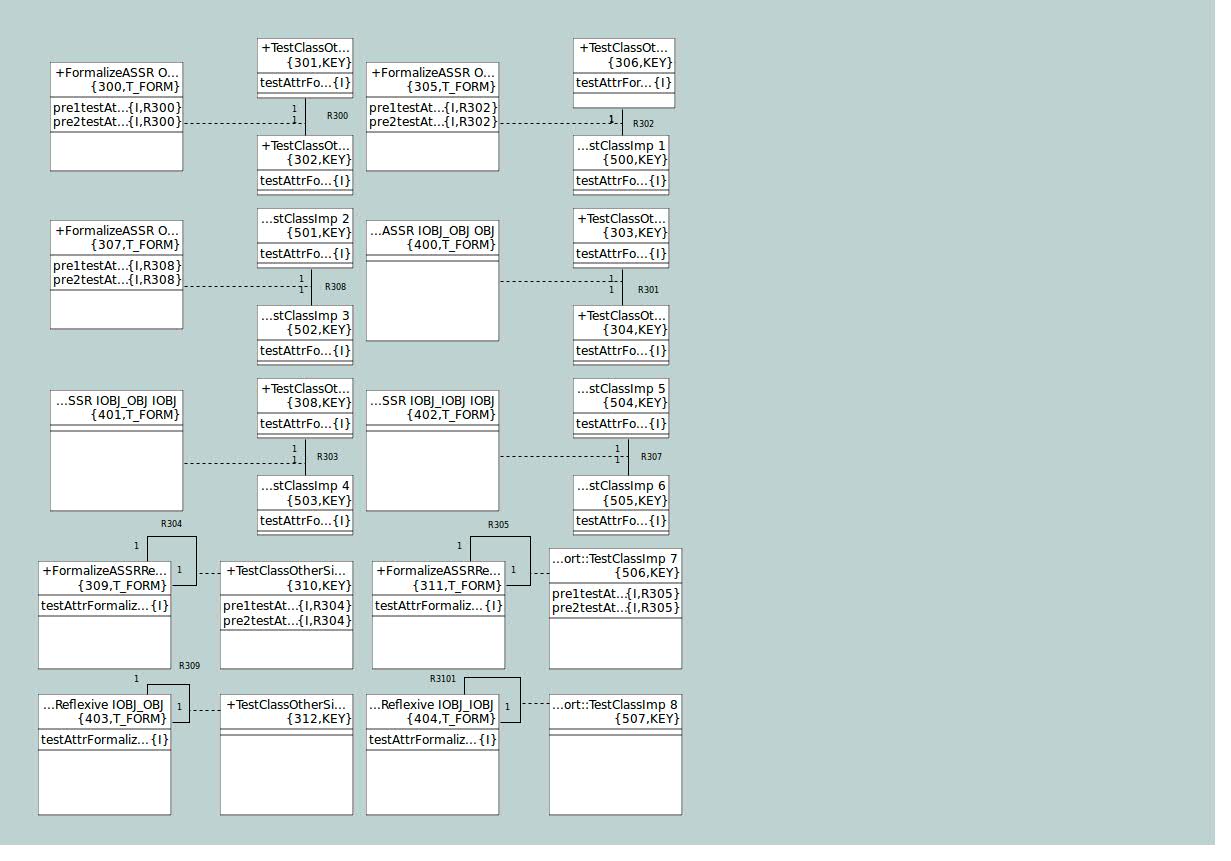 +TestClassOt...
{301,KEY}
testAttrFo...{I}
+FormalizeASSR O...
{300,T_FORM}
pre1testAt...{I,R300}
pre2testAt...{I,R300}
1
1
R300
+TestClassOt...
{302,KEY}
testAttrFo...{I}
+TestClassOt...
{306,KEY}
testAttrFor...{I}
+FormalizeASSR O...
{305,T_FORM}
pre1testAt...{I,R302}
pre2testAt...{I,R302}
1
R302
...stClassImp 1
{500,KEY}
testAttrFo...{I}
...stClassImp 2
{501,KEY}
testAttrFo...{I}
+FormalizeASSR O...
{307,T_FORM}
pre1testAt...{I,R308}
pre2testAt...{I,R308}
1
1
R308
...stClassImp 3
{502,KEY}
testAttrFo...{I}
+TestClassOt...
{303,KEY}
testAttrFo...{I}
...ASSR IOBJ_OBJ OBJ
{400,T_FORM}
1
1
R301
+TestClassOt...
{304,KEY}
testAttrFo...{I}
+TestClassOt...
{308,KEY}
testAttrFo...{I}
...SSR IOBJ_OBJ IOBJ
{401,T_FORM}
1
1
R303
...stClassImp 4
{503,KEY}
testAttrFo...{I}
...stClassImp 5
{504,KEY}
testAttrFo...{I}
...SSR IOBJ_IOBJ IOBJ
{402,T_FORM}
1
1
R307
...stClassImp 6
{505,KEY}
testAttrFo...{I}
R304
1
1
+FormalizeASSRRe...
{309,T_FORM}
testAttrFormaliz...{I}
+TestClassOtherSi...
{310,KEY}
pre1testAt...{I,R304}
pre2testAt...{I,R304}
R305
1
1
+FormalizeASSRRe...
{311,T_FORM}
testAttrFormaliz...{I}
...ort::TestClassImp 7
{506,KEY}
pre1testAt...{I,R305}
pre2testAt...{I,R305}
R309
1
1
...Reflexive IOBJ_OBJ
{403,T_FORM}
testAttrFormaliz...{I}
+TestClassOtherSi...
{312,KEY}
R3101
1
...Reflexive IOBJ_IOBJ
{404,T_FORM}
testAttrFormaliz...{I}
...ort::TestClassImp 8
{507,KEY}